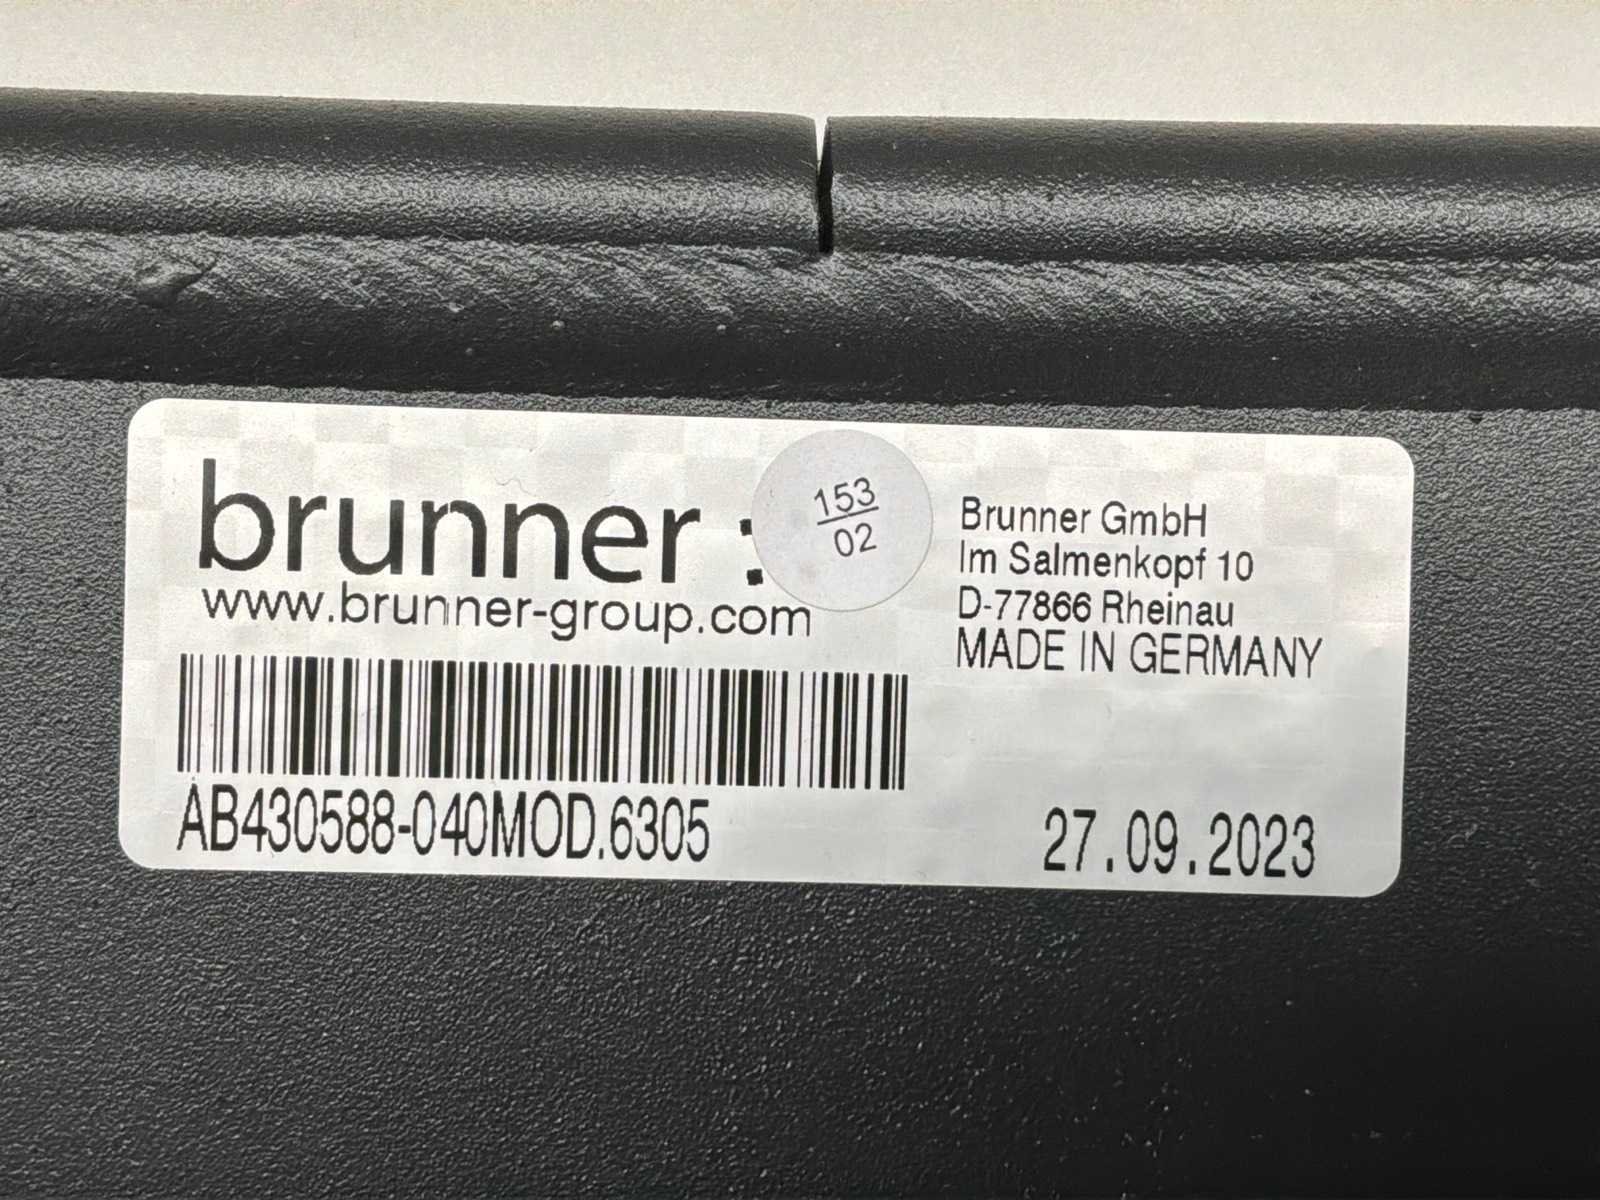 brunner :
www.brunner-group.com
153
02
Brunner GmbH
Im Salmenkopf 10
D-77866 Rheinau
MADE IN GERMANY
AB430588-040MOD.6305
27.09.2023